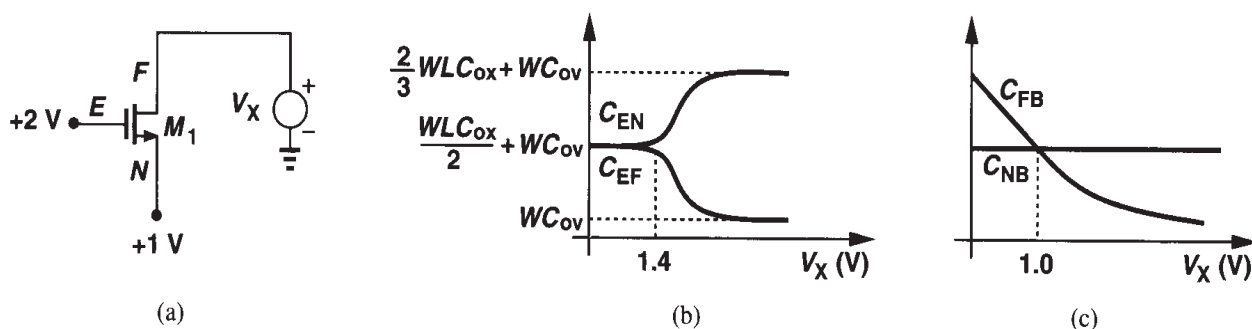 F
+2 V
E
M1
VX
+
−
N
+1 V
(a)
2/3 WLCox + WCov
WLCox/2 + WCov
WCov
CEN
CEF
1.4
VX (V)
(b)
CFB
CNB
1.0
VX (V)
(c)